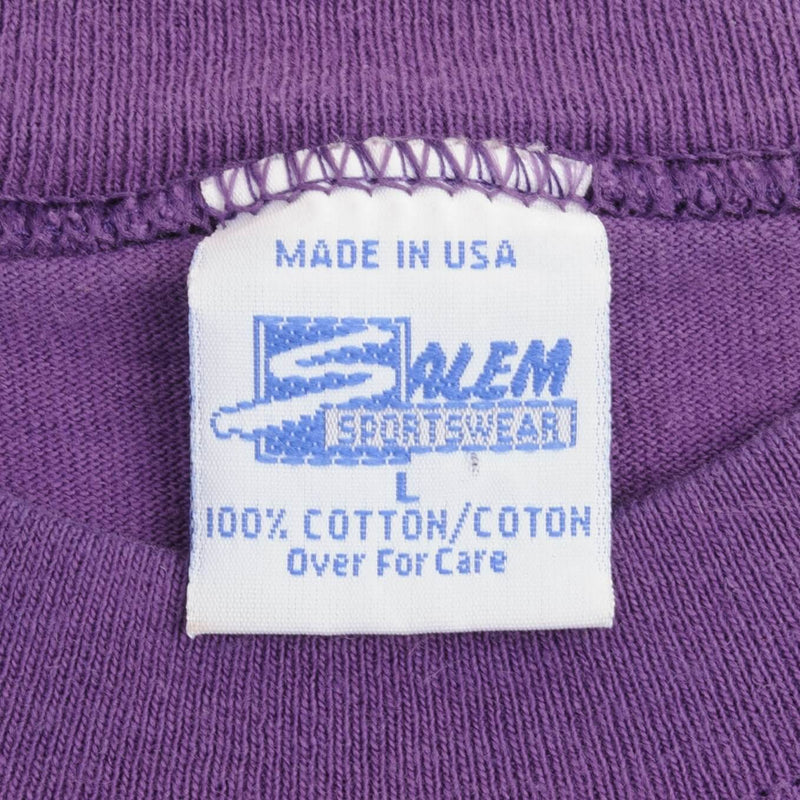 MADE IN USA
SALEM
SPORTSWEAR
L
100% COTTON/COTON
Over For Care